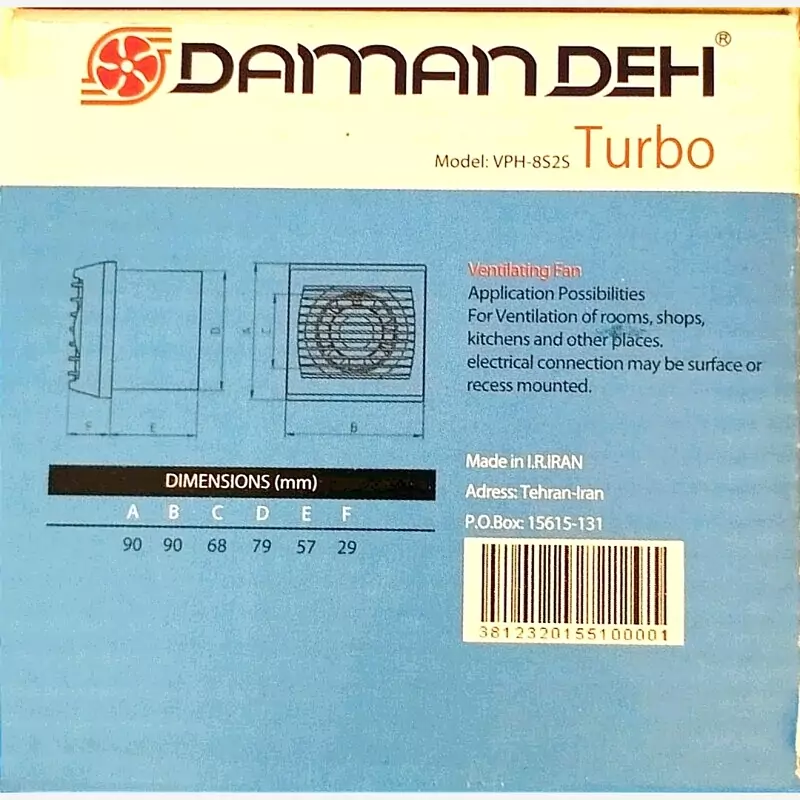 DAMANDEH®
Model: VPH-8S2S Turbo
D
A
C
F
E
B
Ventilating Fan
Application Possibilities
For Ventilation of rooms, shops,
kitchens and other places.
electrical connection may be surface or
recess mounted.
DIMENSIONS (mm)
A B C D E F
90 90 68 79 57 29
Made in I.R.IRAN
Adress: Tehran-Iran
P.O.Box: 15615-131
3812320155100001